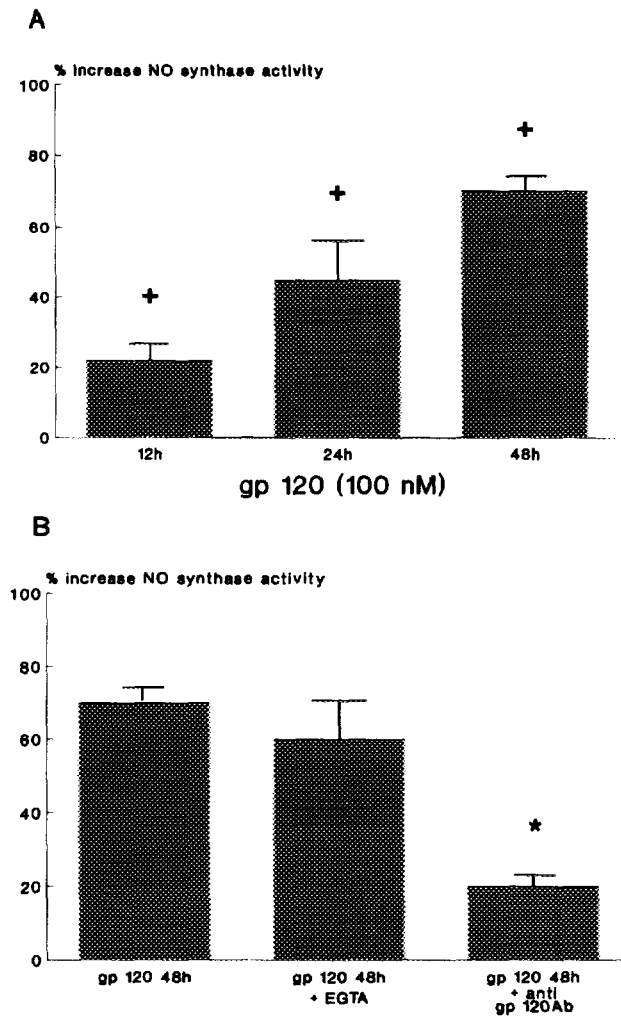 A
% increase NO synthase activity
100
80
60
40
20
0
+
+
+
12h 24h 48h
gp 120 (100 nM)
B
% increase NO synthase activity
100
80
60
40
20
0
*
gp 120 48h gp 120 48h gp 120 48h
+ EGTA + anti
gp 120Ab